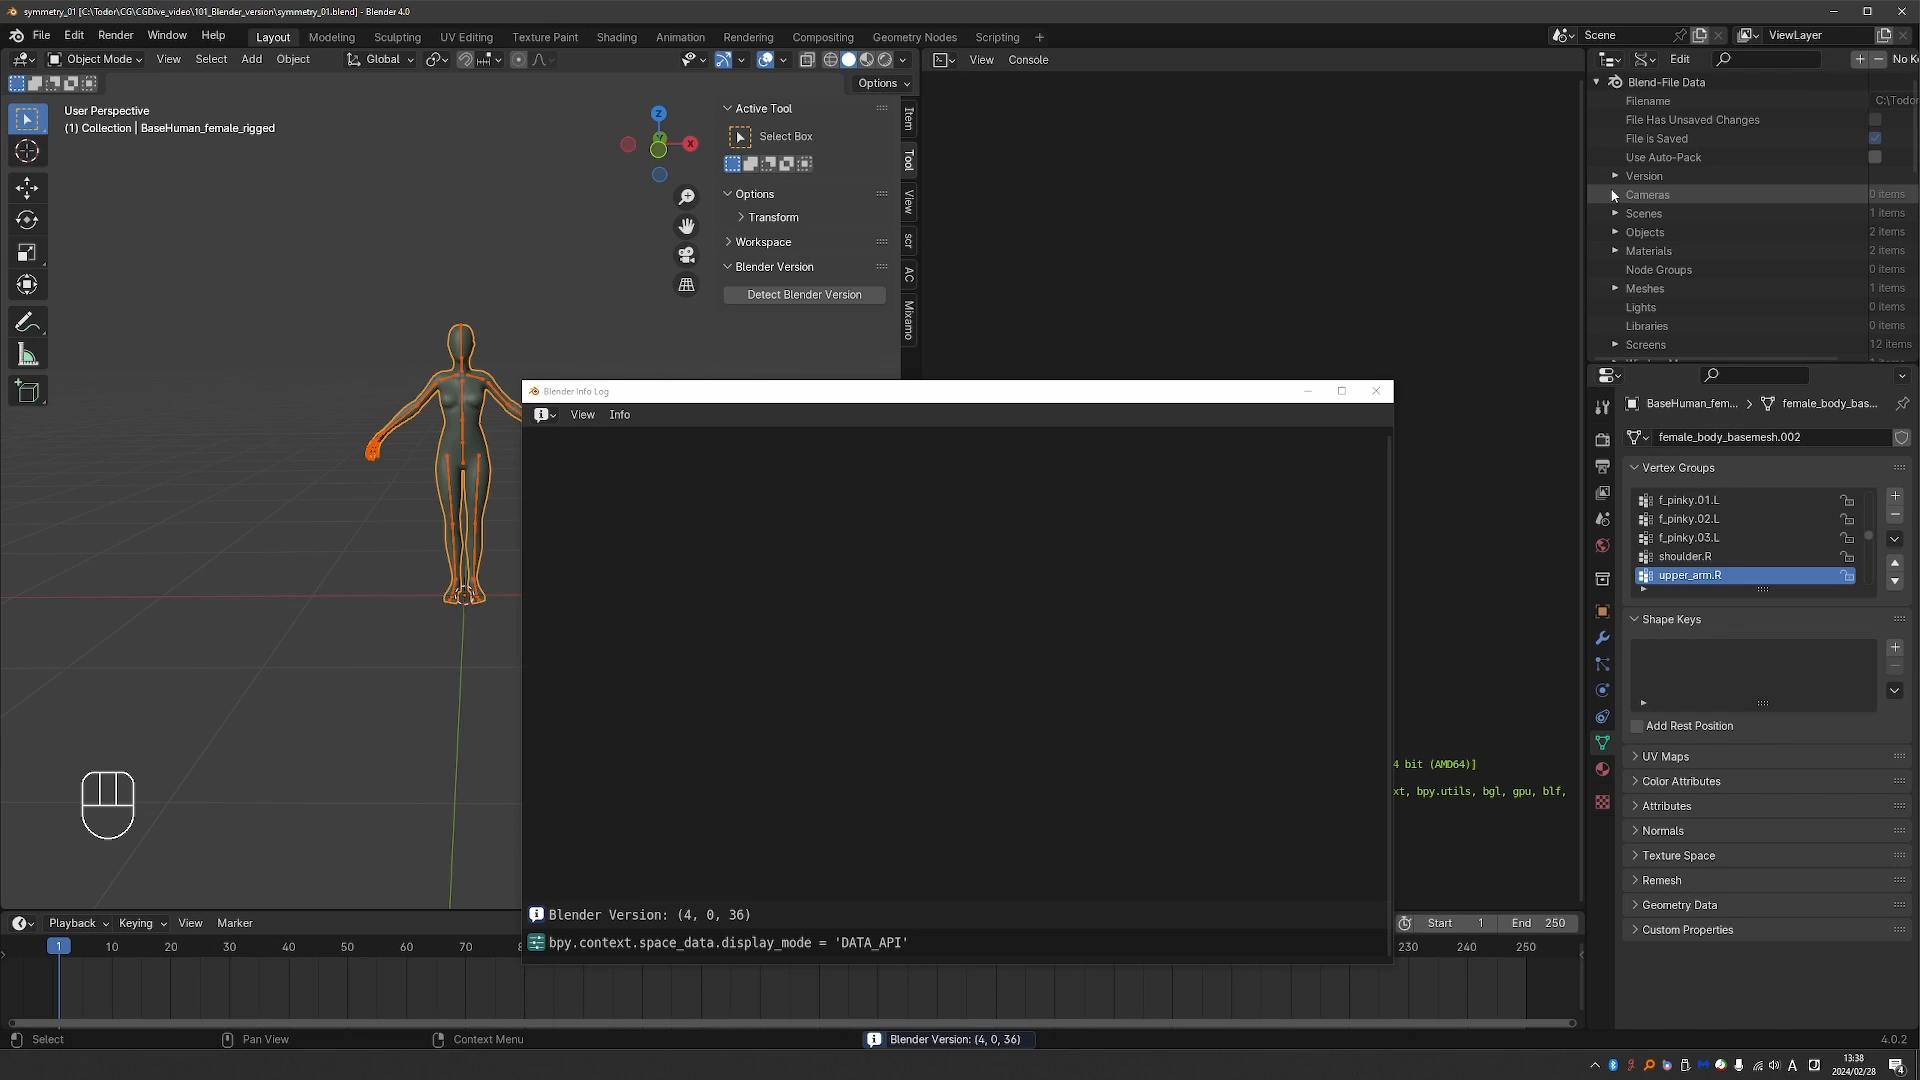 symmetry_01 [C:\Todor\CG\CGDive_video\101_Blender_version\symmetry_01.blend] - Blender 4.0
File Edit Render Window Help
Layout Modeling Sculpting UV Editing Texture Paint Shading Animation Rendering Compositing Geometry Nodes Scripting +
Scene
ViewLayer
Object Mode View Select Add Object
Global
Options
User Perspective
(1) Collection | BaseHuman_female_rigged
Z
Y
X
Active Tool
Select Box
Options
Transform
Workspace
Blender Version
Detect Blender Version
Item
Tool
View
scr
AC
Mixamo
View Console
4 bit (AMD64)]
xt, bpy.utils, bgl, gpu, blf,
Blender Info Log
View Info
Blender Version: (4, 0, 36)
bpy.context.space_data.display_mode = 'DATA_API'
Edit
No K
Blend-File Data
Filename C:\Todor
File Has Unsaved Changes
File is Saved
Use Auto-Pack
Version
Cameras 0 items
Scenes 1 items
Objects 2 items
Materials 2 items
Node Groups 0 items
Meshes 1 items
Lights 0 items
Libraries 0 items
Screens 12 items
BaseHuman_fem... > female_body_bas...
female_body_basemesh.002
Vertex Groups
f_pinky.01.L
f_pinky.02.L
f_pinky.03.L
shoulder.R
upper_arm.R
Shape Keys
Add Rest Position
UV Maps
Color Attributes
Attributes
Normals
Texture Space
Remesh
Geometry Data
Custom Properties
Playback Keying View Marker
Start 1 End 250
1 10 20 30 40 50 60 70 230 240 250
Select Pan View Context Menu
Blender Version: (4, 0, 36)
4.0.2
A
13:38
2024/02/28
4